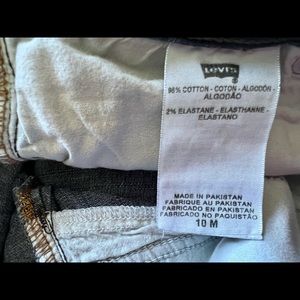 Levi's
98% COTTON - COTON - ALGODÓN -
ALGODÃO
2% ELASTANE - ELASTHANNE -
ELASTANO
MADE IN PAKISTAN
FABRIQUÉ AU PAKISTAN
FABRICADO EN PAKISTÁN
FABRICADO NO PAQUISTÃO
10 M